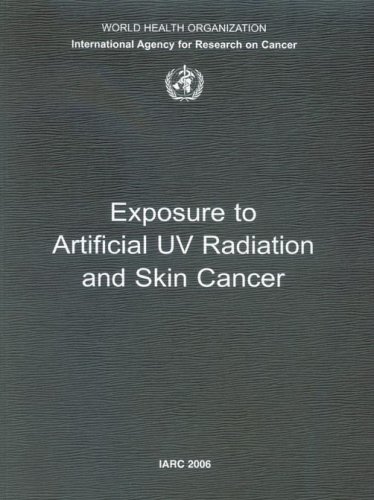 WORLD HEALTH ORGANIZATION
International Agency for Research on Cancer
Exposure to
Artificial UV Radiation
and Skin Cancer
IARC 2006